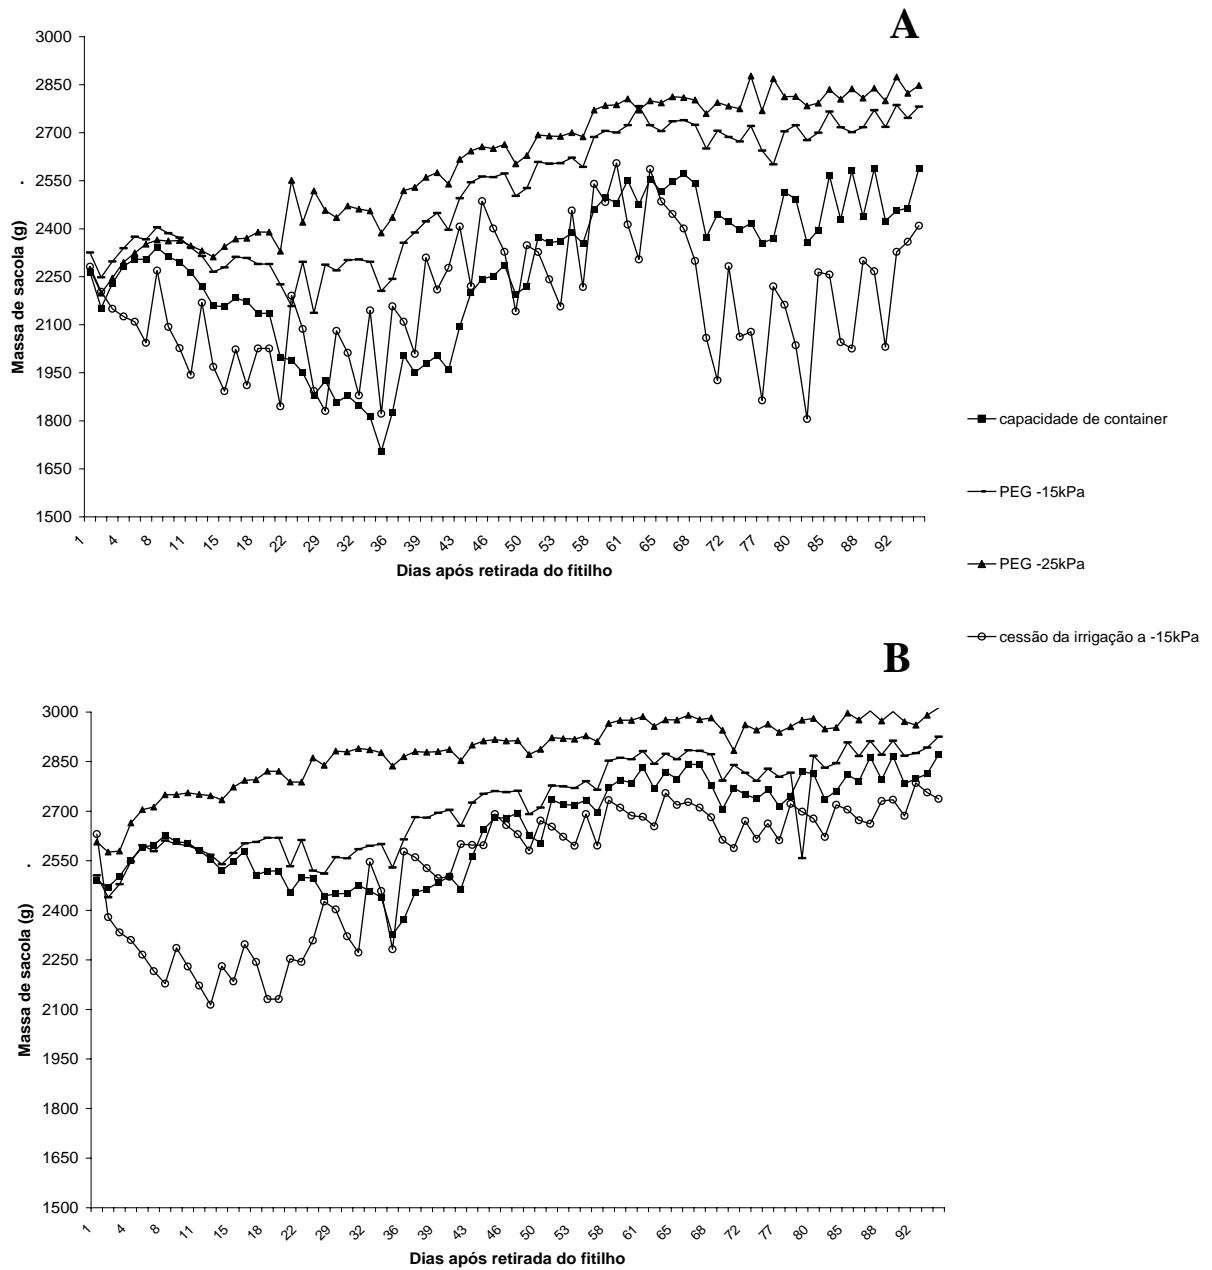 A
3000
2850
2700
2550
2400
2250
2100
1950
1800
1650
1500
Massa de sacola (g)
.
1 4 8 11 15 18 22 29 32 36 39 43 46 50 53 58 61 65 68 72 77 80 85 88 92
Dias após retirada do fitilho
capacidade de container
PEG -15kPa
PEG -25kPa
cessão da irrigação a -15kPa
B
3000
2850
2700
2550
2400
2250
2100
1950
1800
1650
1500
Massa de sacola (g)
.
1 4 8 11 15 18 22 29 32 36 39 43 46 50 53 58 61 65 68 72 77 80 85 88 92
Dias após retirada do fitilho